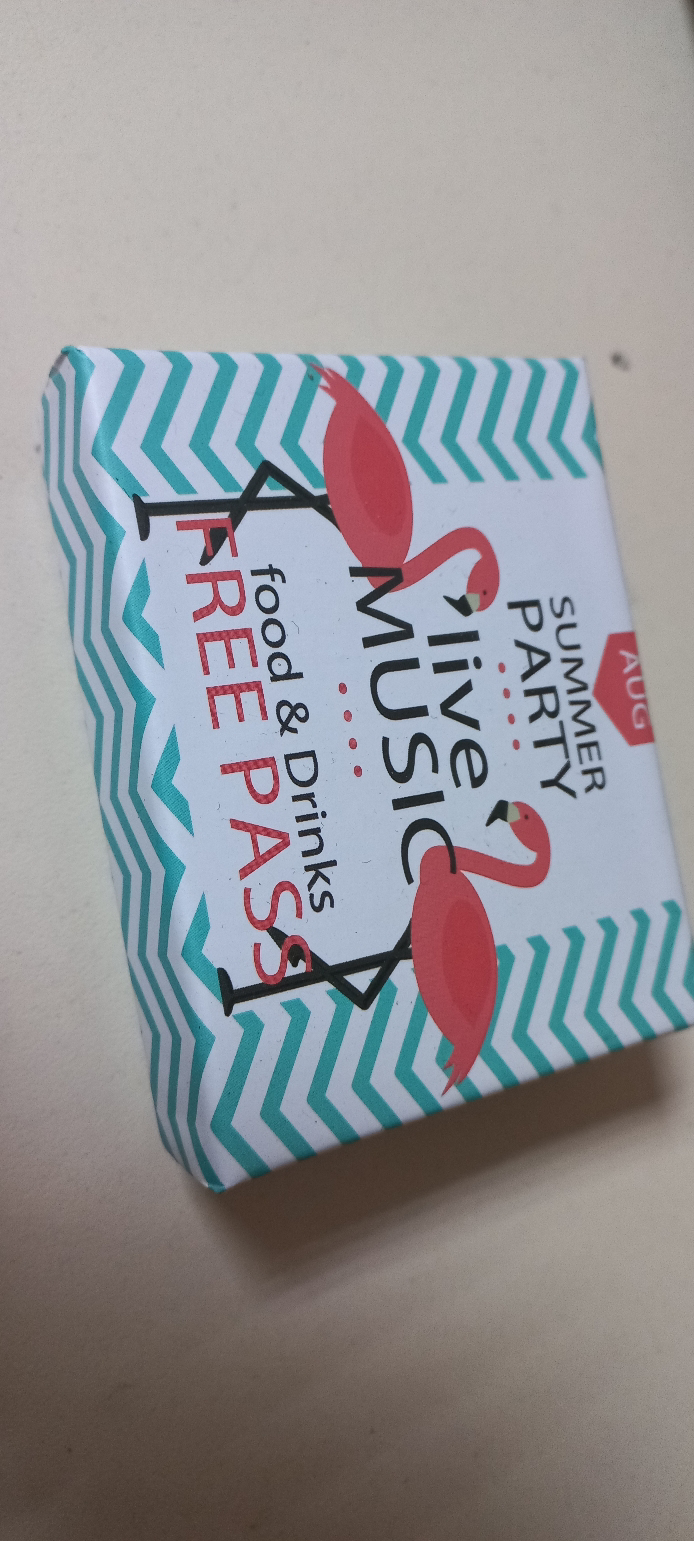 AUG
SUMMER
PARTY
live
MUSIC
food & Drinks
FREE PASS